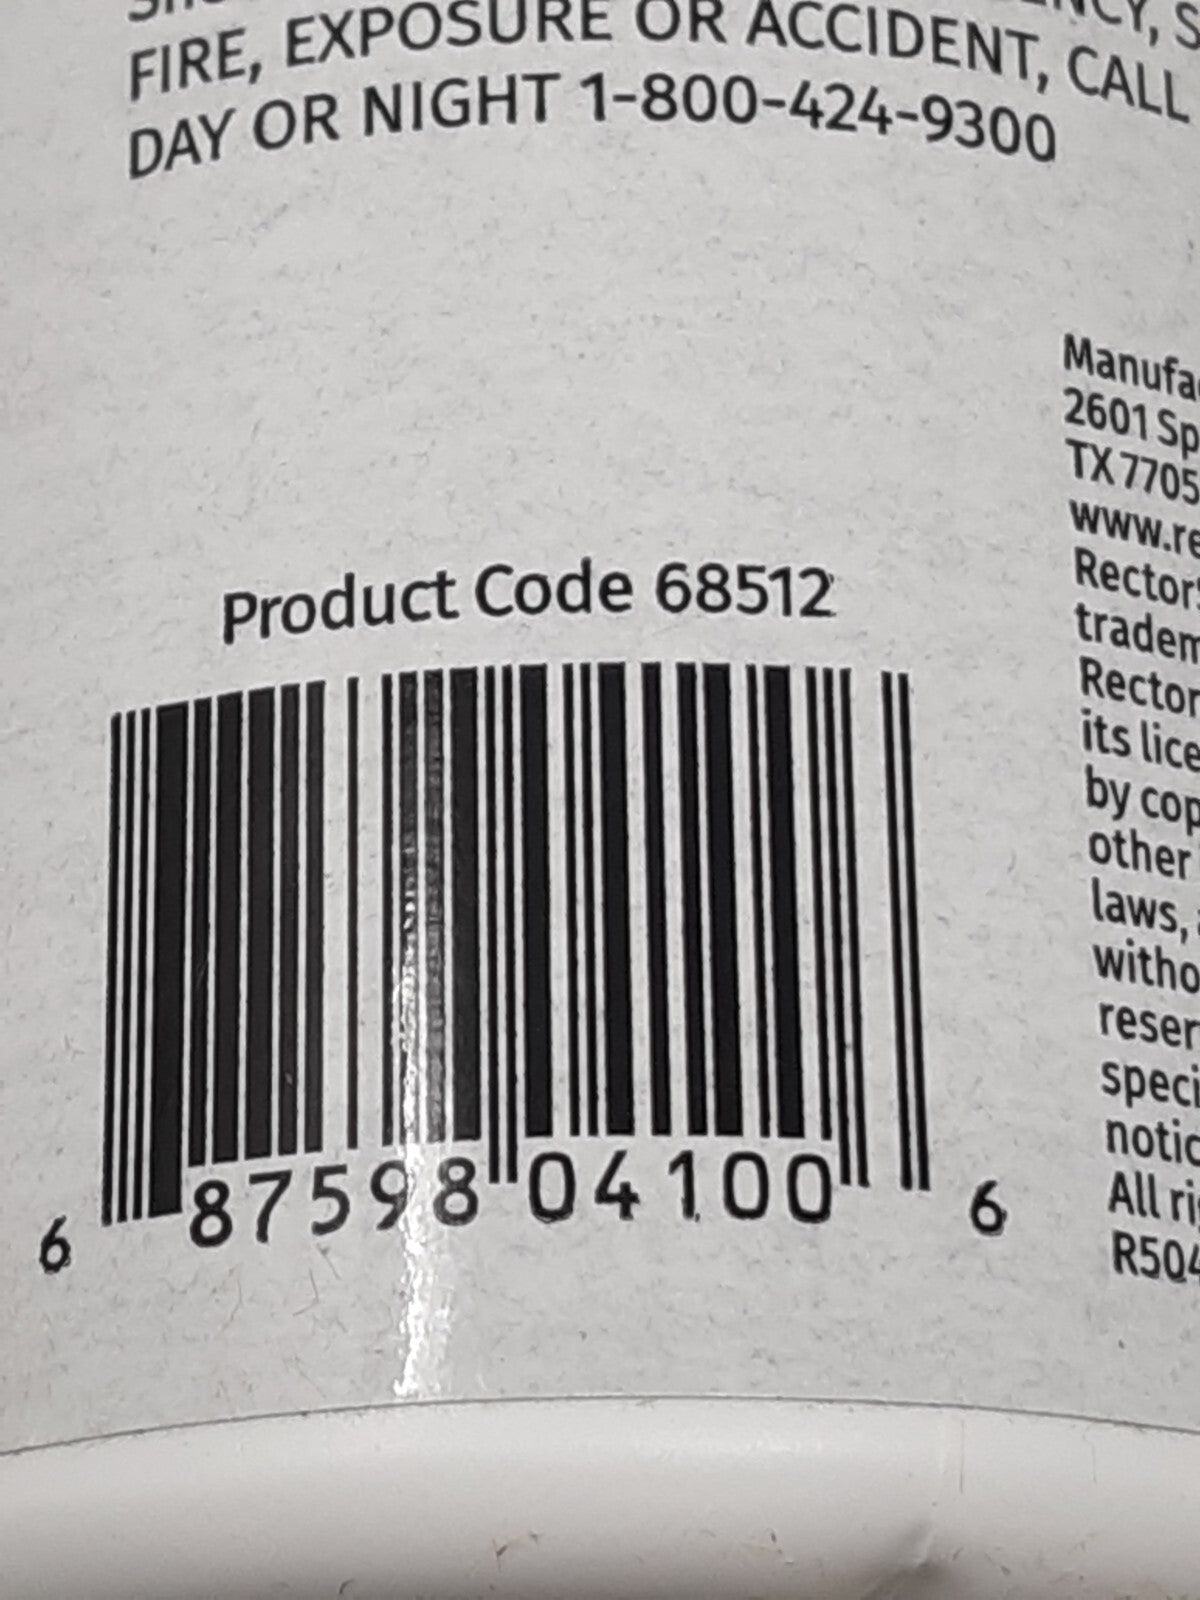 FIRE, EXPOSURE OR ACCIDENT, CALL
DAY OR NIGHT 1-800-424-9300
Product Code 68512
6 87598 04100 6
Manufa
2601 Sp
TX 7705
www.re
Rector
tradem
Rector
its lice
by cop
other
laws,
witho
reser
speci
notic
All ri
R504